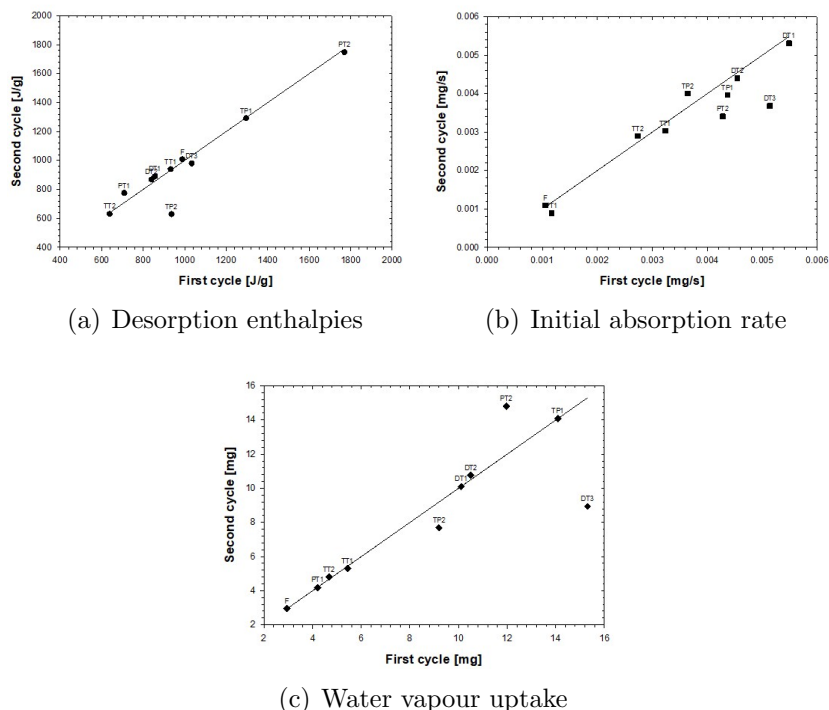 2000
1800
1600
1400
1200
1000
800
600
400
Second cycle [J/g]
PT2
TP1
F
DT3
TT1
DT1
PT1
TT2
TP2
400 600 800 1000 1200 1400 1600 1800 2000
First cycle [J/g]
(a) Desorption enthalpies
0.006
0.005
0.004
0.003
0.002
0.001
0.000
Second cycle [mg/s]
DT1
DT2
TP2
TP1
DT3
PT2
TT2
TT1
F
0.000 0.001 0.002 0.003 0.004 0.005 0.006
First cycle [mg/s]
(b) Initial absorption rate
16
14
12
10
8
6
4
2
Second cycle [mg]
PT2
TP1
DT2
DT1
DT3
TP2
TT1
TT2
PT1
F
2 4 6 8 10 12 14 16
First cycle [mg]
(c) Water vapour uptake